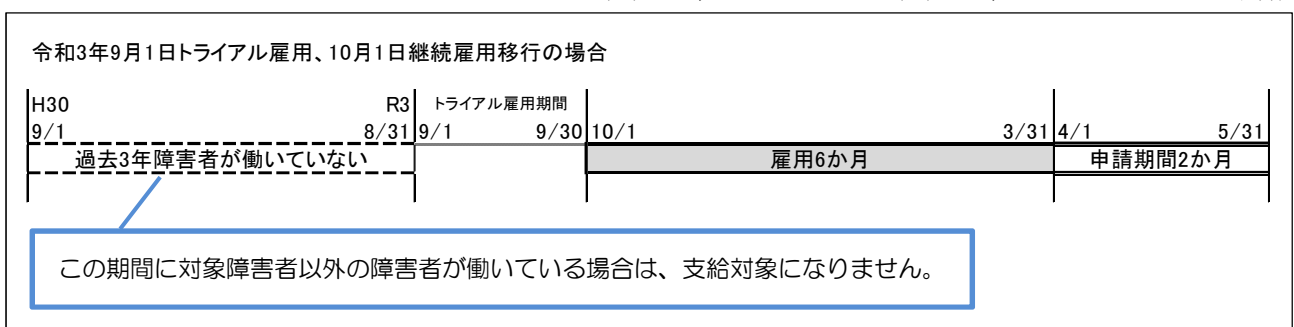 令和3年9月1日トライアル雇用、10月1日継続雇用移行の場合
H30 R3 トライアル雇用期間
9/1 8/31 9/1 9/30 10/1 3/31 4/1 5/31
過去3年障害者が働いていない 雇用6か月 申請期間2か月
この期間に対象障害者以外の障害者が働いている場合は、支給対象になりません。